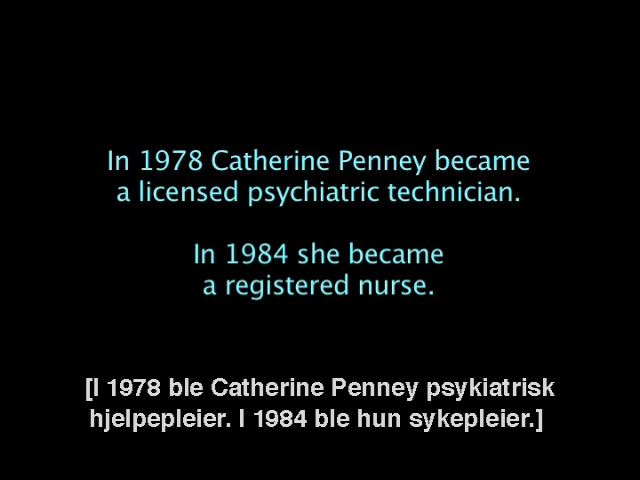 In 1978 Catherine Penney became
a licensed psychiatric technician.
In 1984 she became
a registered nurse.
[I 1978 ble Catherine Penney psykiatrisk
hjelpepleier. I 1984 ble hun sykepleier.]